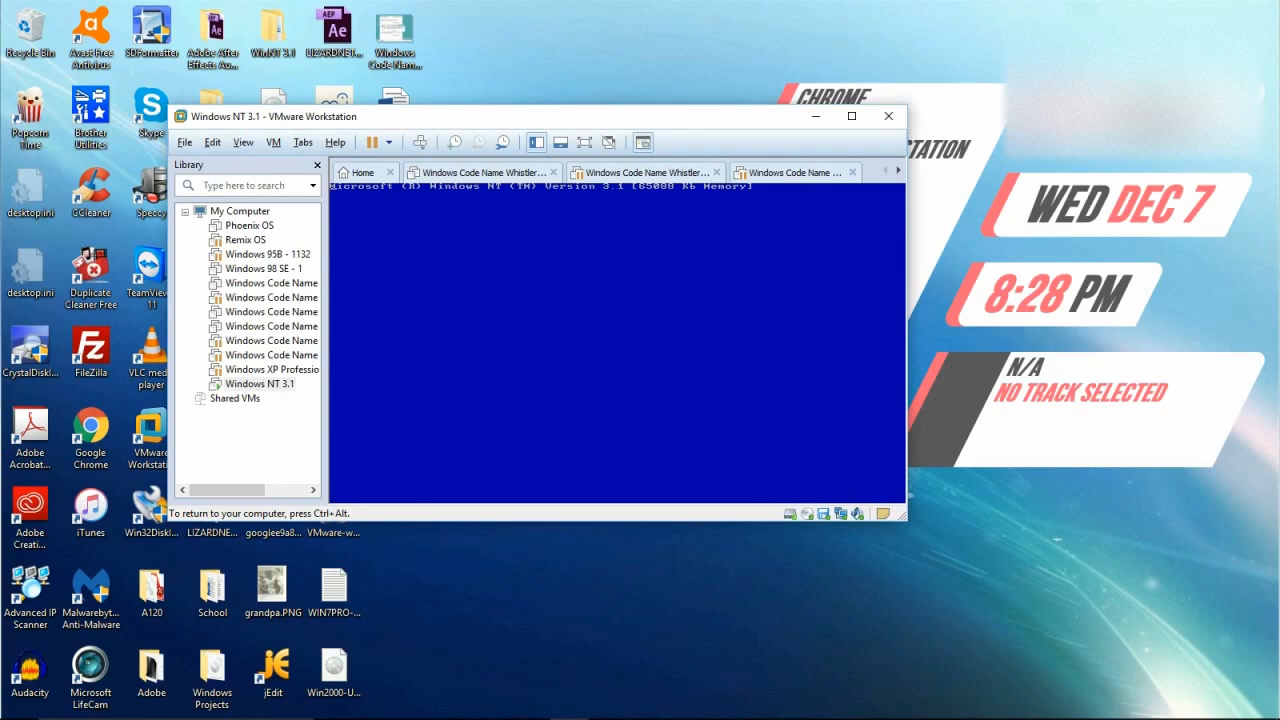 Recycle Bin
Avast Free
Antivirus
SDFormatter
Adobe After
Effects Au...
WinNT 3.1
LIZARDNET...
Windows
Code Nam...
Popcorn
Time
Brother
Utilities
Skype
desktop.ini
CCleaner
Speccy
desktop.ini
Duplicate
Cleaner Free
TeamView
11
CrystalDiskI...
FileZilla
VLC med
player
Adobe
Acrobat...
Google
Chrome
VMware
Workstati
Adobe
Creati...
iTunes
Win32DiskI...
LIZARDNE...
googlee9a8...
VMware-w...
Advanced IP
Scanner
Malwarebyt...
Anti-Malware
A120
School
grandpa.PNG
WIN7PRO-...
Audacity
Microsoft
LifeCam
Adobe
Windows
Projects
jEdit
Win2000-U...
Windows NT 3.1 - VMware Workstation
File Edit View VM Tabs Help
Library
Type here to search
My Computer
Phoenix OS
Remix OS
Windows 95B - 1132
Windows 98 SE - 1
Windows Code Name
Windows Code Name
Windows Code Name
Windows Code Name
Windows Code Name
Windows Code Name
Windows XP Professio
Windows NT 3.1
Shared VMs
Home
Windows Code Name Whistler...
Windows Code Name Whistler...
Windows Code Name ...
Microsoft (R) Windows NT (TM) Version 3.1 [65088 Kb Memory]
To return to your computer, press Ctrl+Alt.
CHROME
TATION
WED DEC 7
8:28 PM
N/A
NO TRACK SELECTED